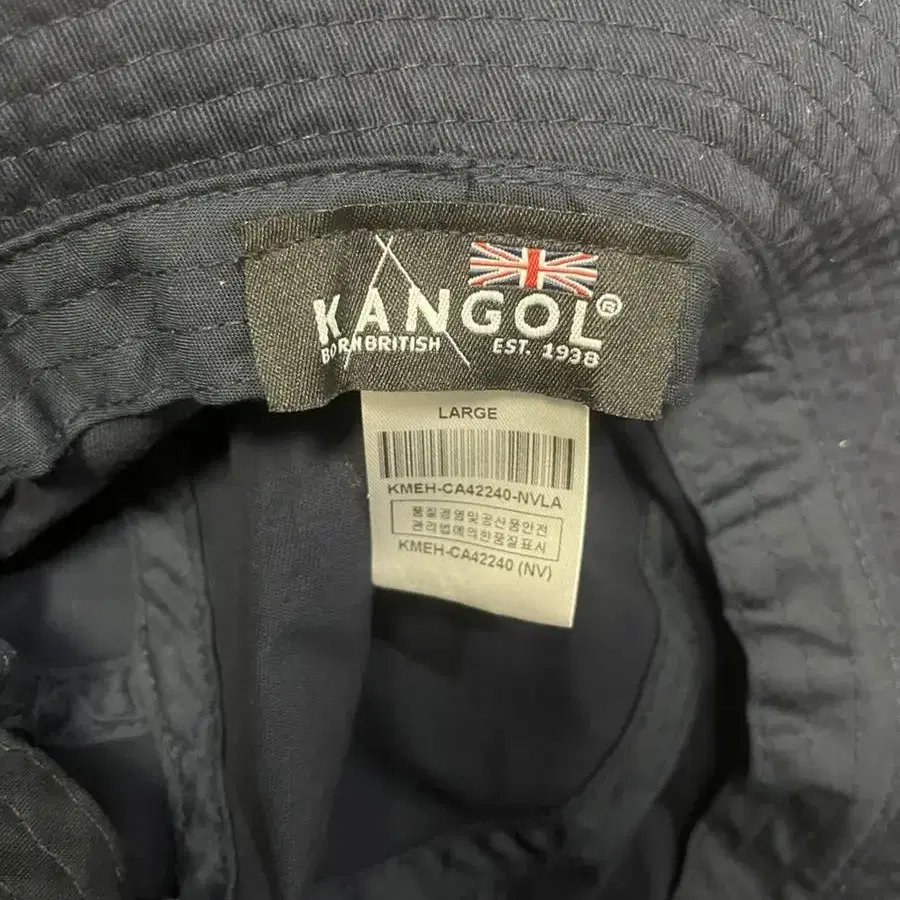 KANGOL®
BORN BRITISH EST. 1938
LARGE
KMEH-CA42240-NVLA
품질경영및공산품안전
관리법에의한품질표시
KMEH-CA42240 (NV)